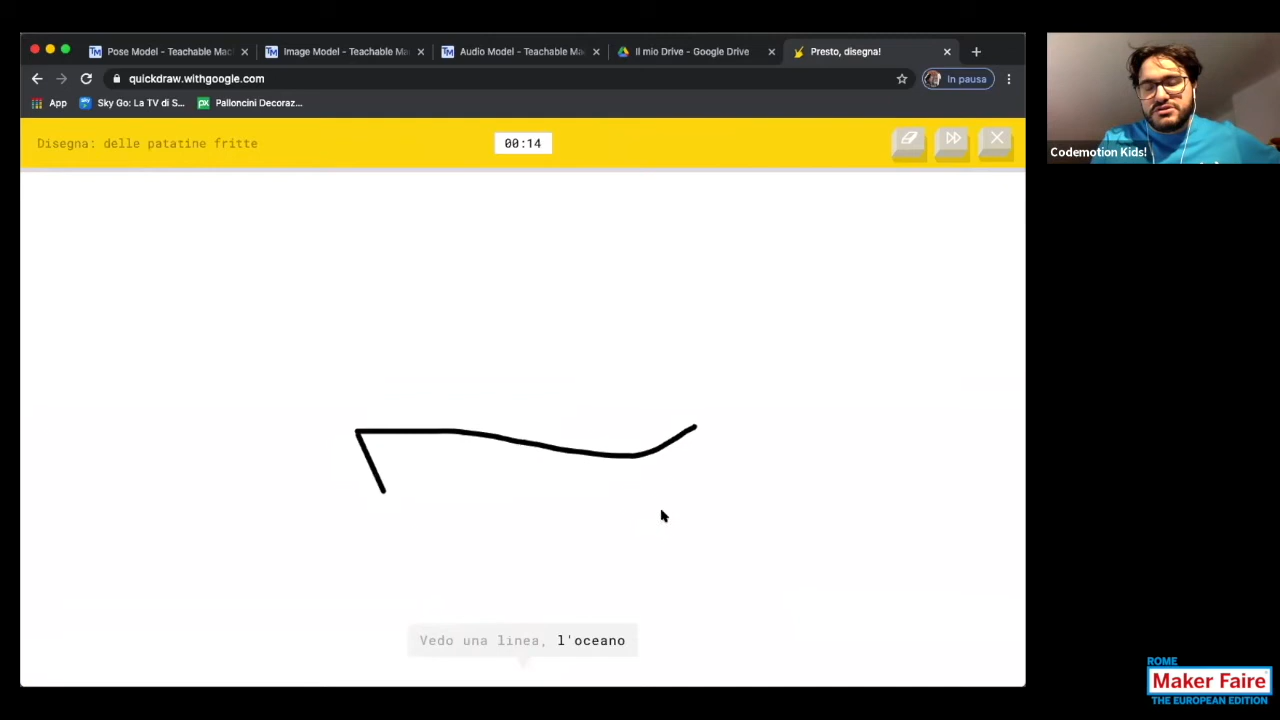 Pose Model - Teachable Mac
Image Model - Teachable Ma
Audio Model - Teachable Ma
Il mio Drive - Google Drive
Presto, disegna!
quickdraw.withgoogle.com
In pausa
App
Sky Go: La TV di S...
px
Palloncini Decoraz...
Disegna: delle patatine fritte
00:14
Codemotion Kids!
Vedo una linea, l'oceano
ROME
Maker Faire
THE EUROPEAN EDITION